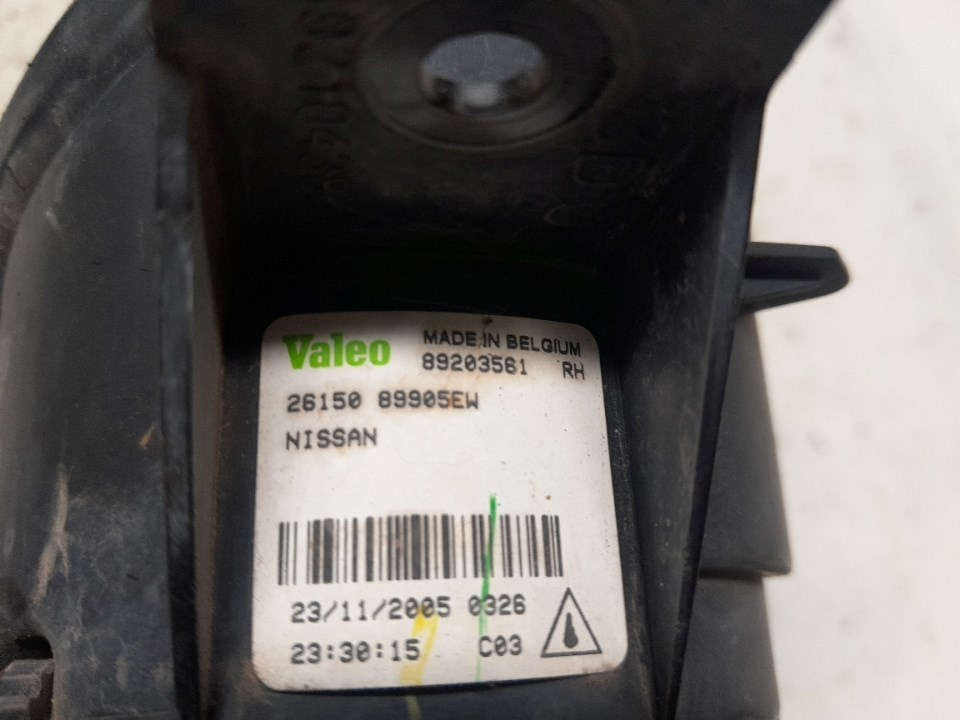 Valeo MADE IN BELGIUM
89203561 RH
26150 89905EW
NISSAN
23/11/2005 0326
23:30:15 C03